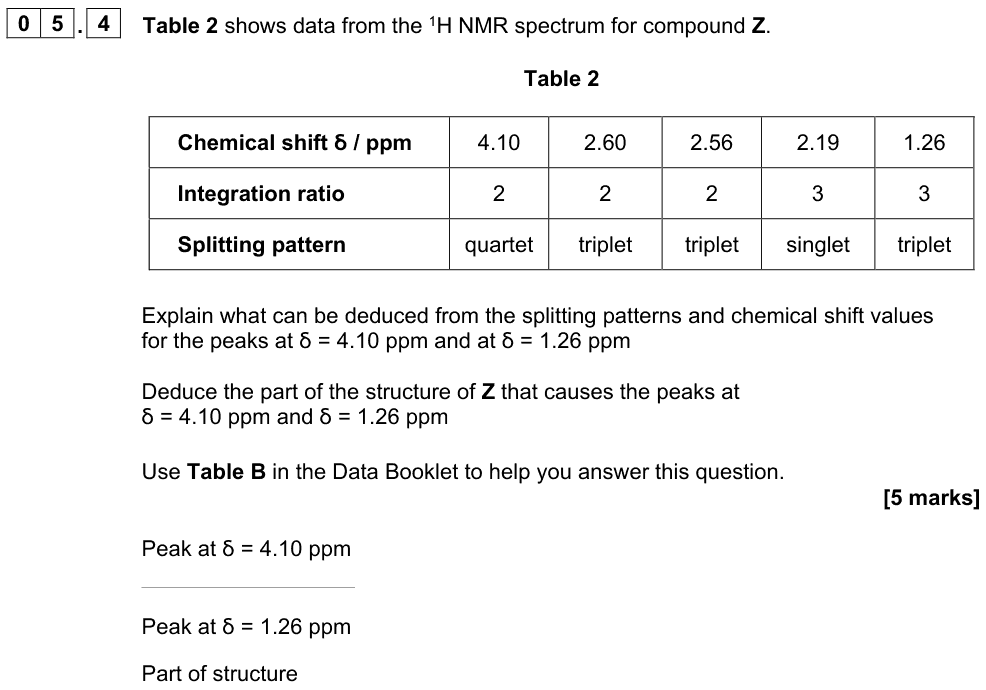 0 5 . 4 Table 2 shows data from the ¹H NMR spectrum for compound Z.
Table 2
Chemical shift δ / ppm 4.10 2.60 2.56 2.19 1.26
Integration ratio 2 2 2 3 3
Splitting pattern quartet triplet triplet singlet triplet
Explain what can be deduced from the splitting patterns and chemical shift values
for the peaks at δ = 4.10 ppm and at δ = 1.26 ppm
Deduce the part of the structure of Z that causes the peaks at
δ = 4.10 ppm and δ = 1.26 ppm
Use Table B in the Data Booklet to help you answer this question.
[5 marks]
Peak at δ = 4.10 ppm
Peak at δ = 1.26 ppm
Part of structure